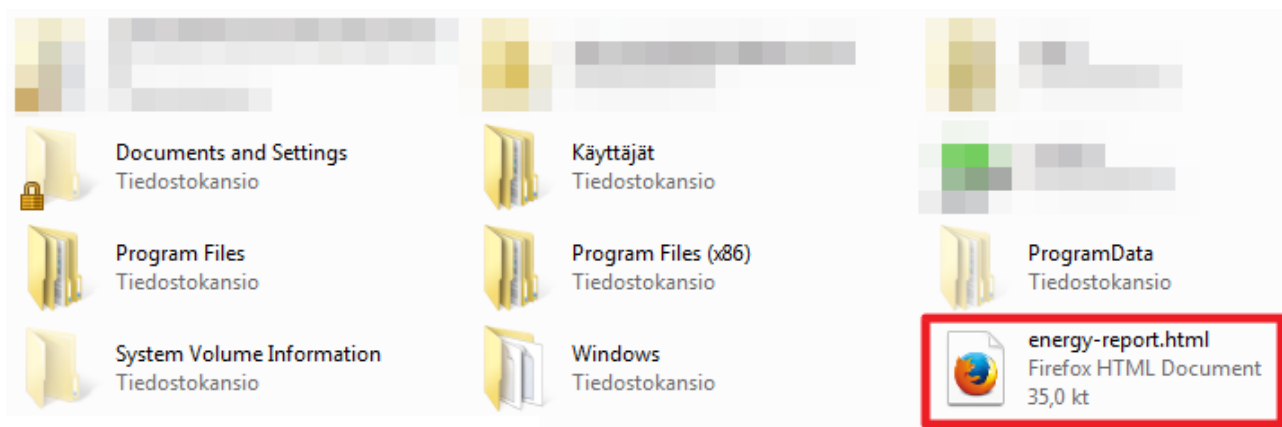 Documents and Settings
Tiedostokansio
Käyttäjät
Tiedostokansio
Program Files
Tiedostokansio
Program Files (x86)
Tiedostokansio
ProgramData
Tiedostokansio
System Volume Information
Tiedostokansio
Windows
Tiedostokansio
energy-report.html
Firefox HTML Document
35,0 kt